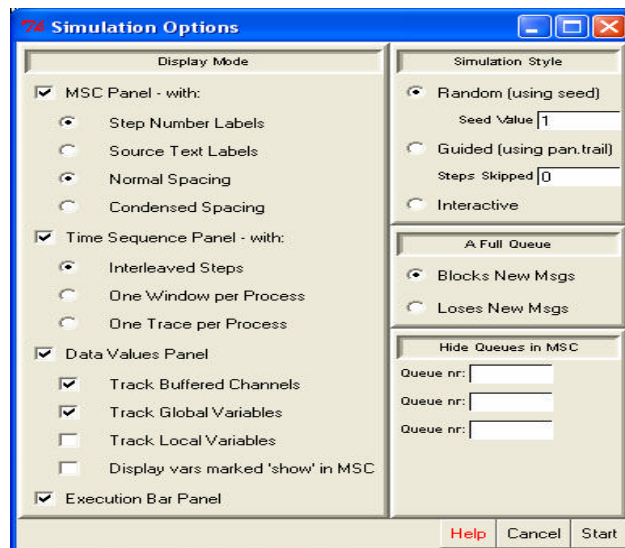 Simulation Options
Display Mode
MSC Panel - with:
Step Number Labels
Source Text Labels
Normal Spacing
Condensed Spacing
Time Sequence Panel - with:
Interleaved Steps
One Window per Process
One Trace per Process
Data Values Panel
Track Buffered Channels
Track Global Variables
Track Local Variables
Display vars marked 'show' in MSC
Execution Bar Panel
Simulation Style
Random (using seed)
Seed Value 1
Guided (using pan.trail)
Steps Skipped 0
Interactive
A Full Queue
Blocks New Msgs
Loses New Msgs
Hide Queues in MSC
Queue nr:
Queue nr:
Queue nr:
Help Cancel Start